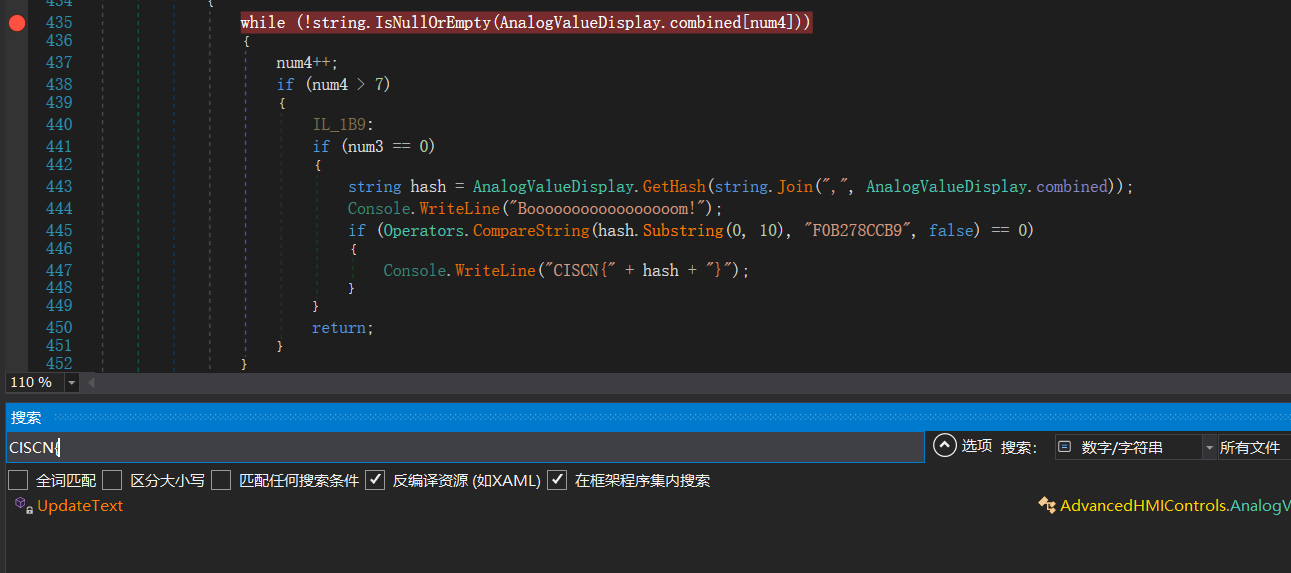 434 {
435 while (!string.IsNullOrEmpty(AnalogValueDisplay.combined[num4]))
436 {
437 num4++;
438 if (num4 > 7)
439 {
440 IL_1B9:
441 if (num3 == 0)
442 {
443 string hash = AnalogValueDisplay.GetHash(string.Join(",", AnalogValueDisplay.combined));
444 Console.WriteLine("Booooooooooooooooom!");
445 if (Operators.CompareString(hash.Substring(0, 10), "F0B278CCB9", false) == 0)
446 {
447 Console.WriteLine("CISCN{" + hash + "}");
448 }
449 }
450 return;
451 }
452 }
110 %
搜索
CISCN{ 选项 搜索: 数字/字符串 所有文件
全词匹配 区分大小写 匹配任何搜索条件 反编译资源 (如XAML) 在框架程序集内搜索
UpdateText AdvancedHMIControls.AnalogV